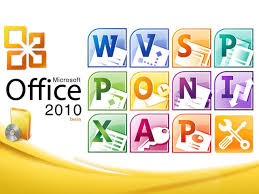 Microsoft
Office
2010
beta
W V S P
P O N I
X A P